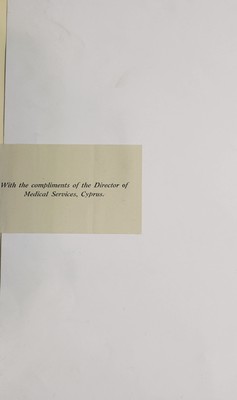 With the compliments of the Director of
Medical Services, Cyprus.